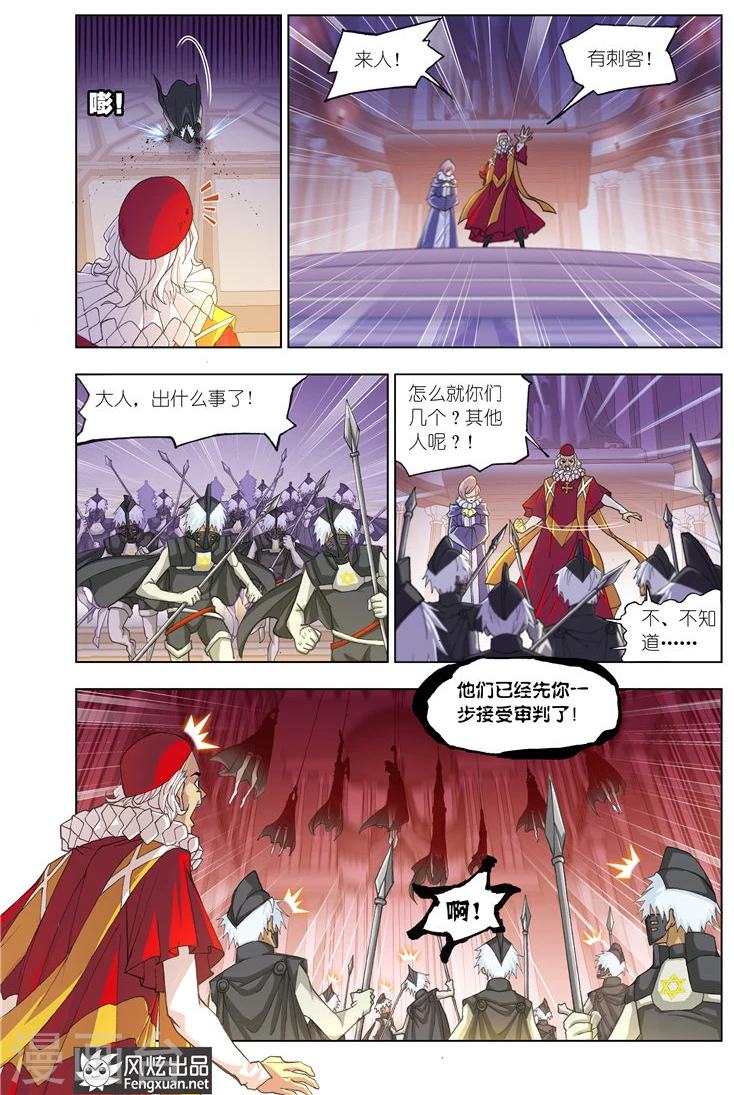 嘭！
来人！
有刺客！
大人，出什么事了！
怎么就你们
几个？其他
人呢？！
不、不知
道……
他们已经先你一
步接受审判了！
啊！
风炫出品
Fengxuan.net